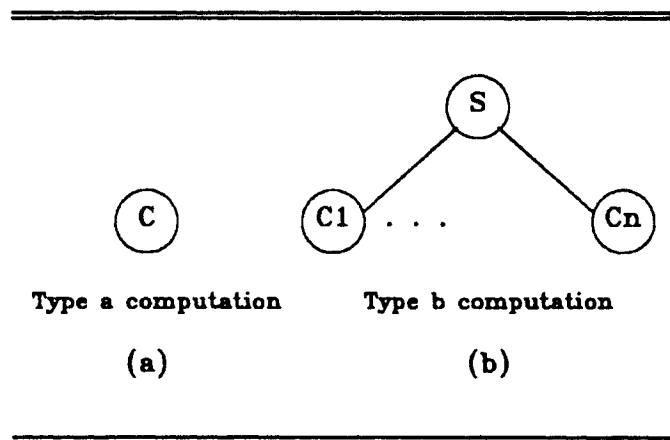 S
C C1 . . . Cn
Type a computation Type b computation
(a) (b)